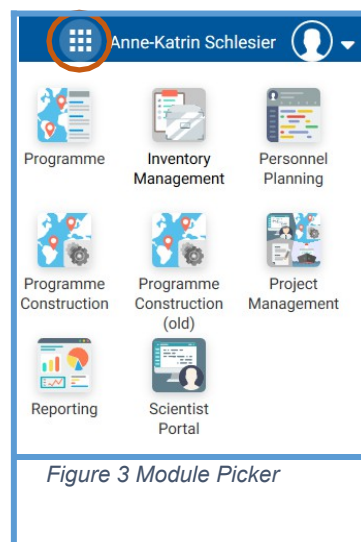 Anne-Katrin Schlesier
Programme
Inventory
Management
Personnel
Planning
Programme
Construction
Programme
Construction
(old)
Project
Management
Reporting
Scientist
Portal
Figure 3 Module Picker